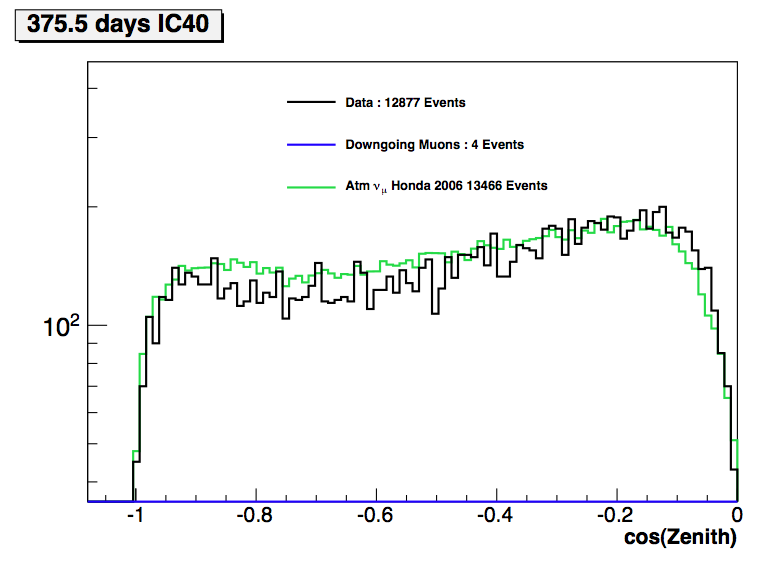 375.5 days IC40
Data : 12877 Events
Downgoing Muons : 4 Events
Atm νμ Honda 2006 13466 Events
10²
-1 -0.8 -0.6 -0.4 -0.2 0
cos(Zenith)